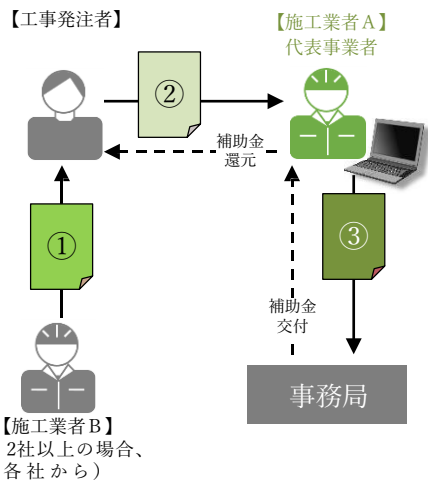 【工事発注者】
【施工業者A】
代表事業者
②
補助金
還元
①
③
補助金
交付
事務局
【施工業者B】
2社以上の場合、
各社から）